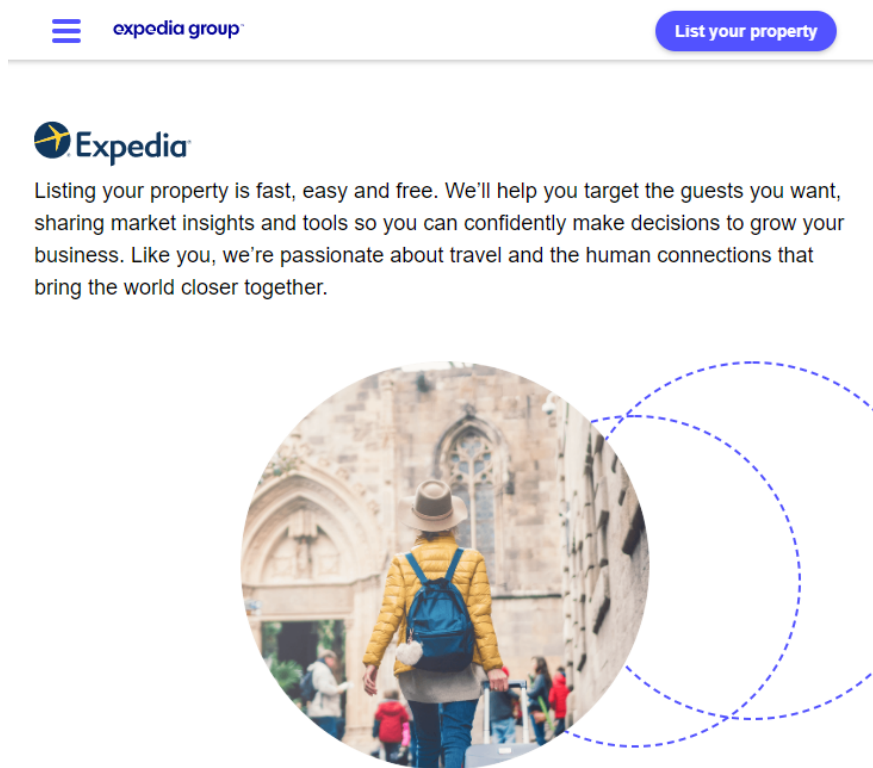 expedia group™
List your property
Expedia
Listing your property is fast, easy and free. We’ll help you target the guests you want,
sharing market insights and tools so you can confidently make decisions to grow your
business. Like you, we’re passionate about travel and the human connections that
bring the world closer together.